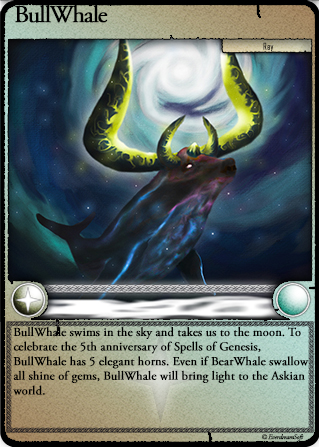 BullWhale
Ray
BullWhale swims in the sky and takes us to the moon. To
celebrate the 5th anniversary of Spells of Genesis,
BullWhale has 5 elegant horns. Even if BearWhale swallow
all shine of gems, BullWhale will bring light to the Askian
world.
© EverdreamSoft